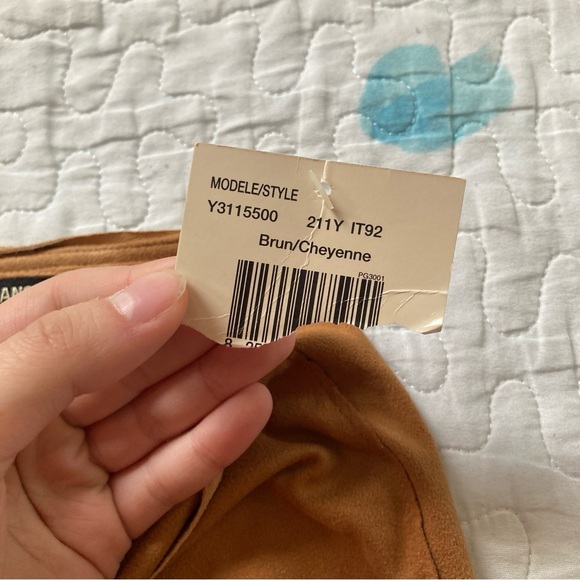 MODELE/STYLE
Y3115500 211Y IT92
Brun/Cheyenne
PG3001